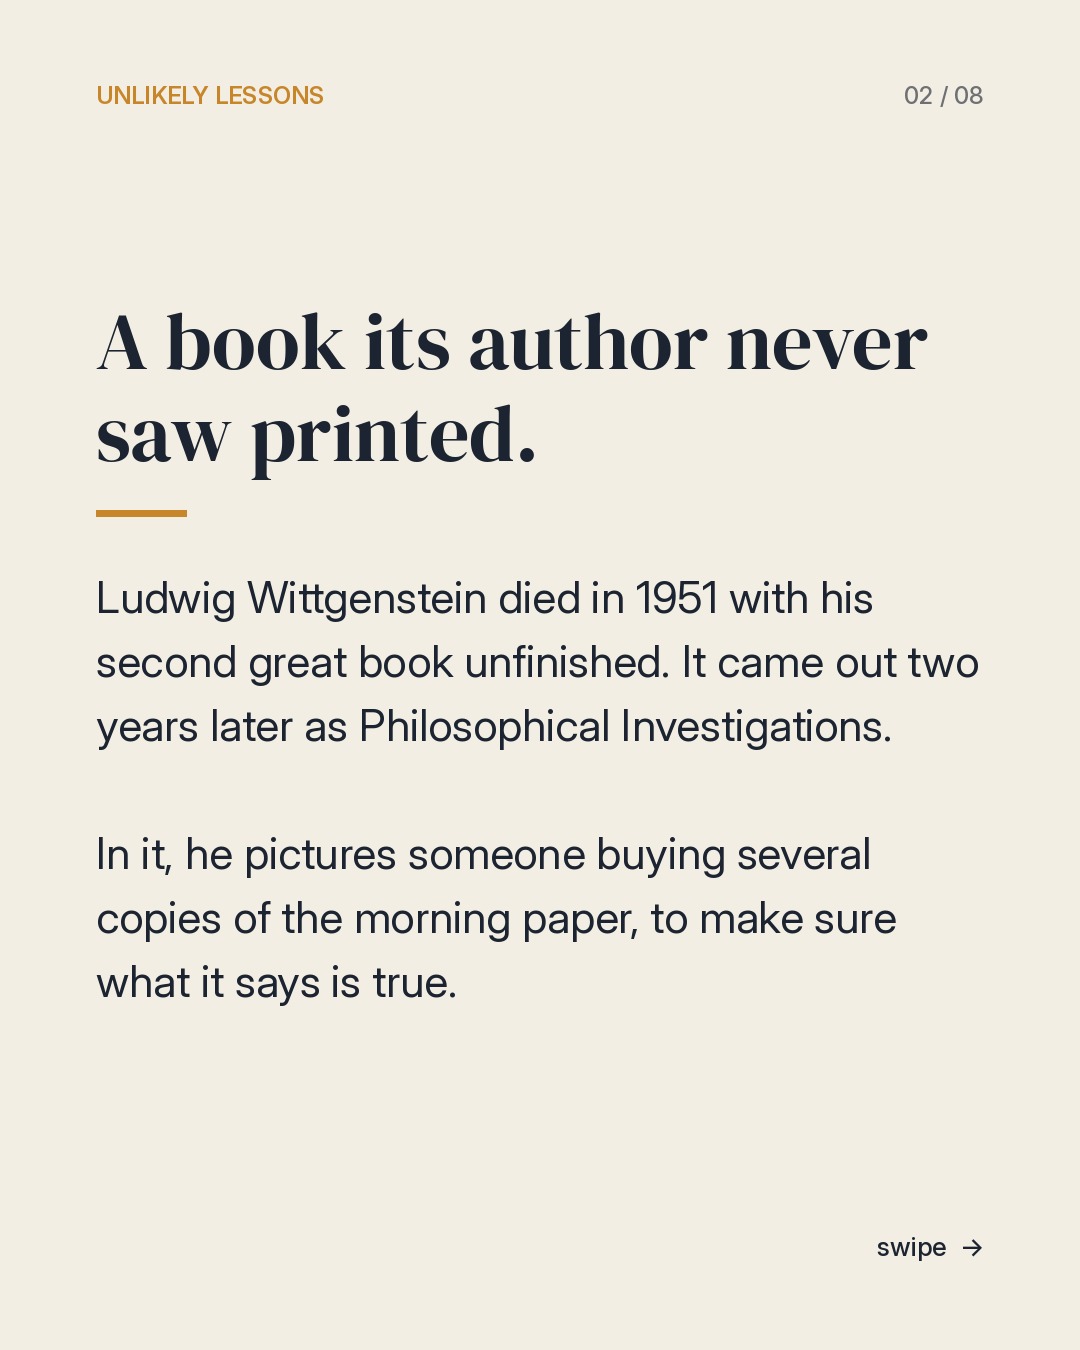 UNLIKELY LESSONS
02 / 08
A book its author never
saw printed.
Ludwig Wittgenstein died in 1951 with his
second great book unfinished. It came out two
years later as Philosophical Investigations.
In it, he pictures someone buying several
copies of the morning paper, to make sure
what it says is true.
swipe →